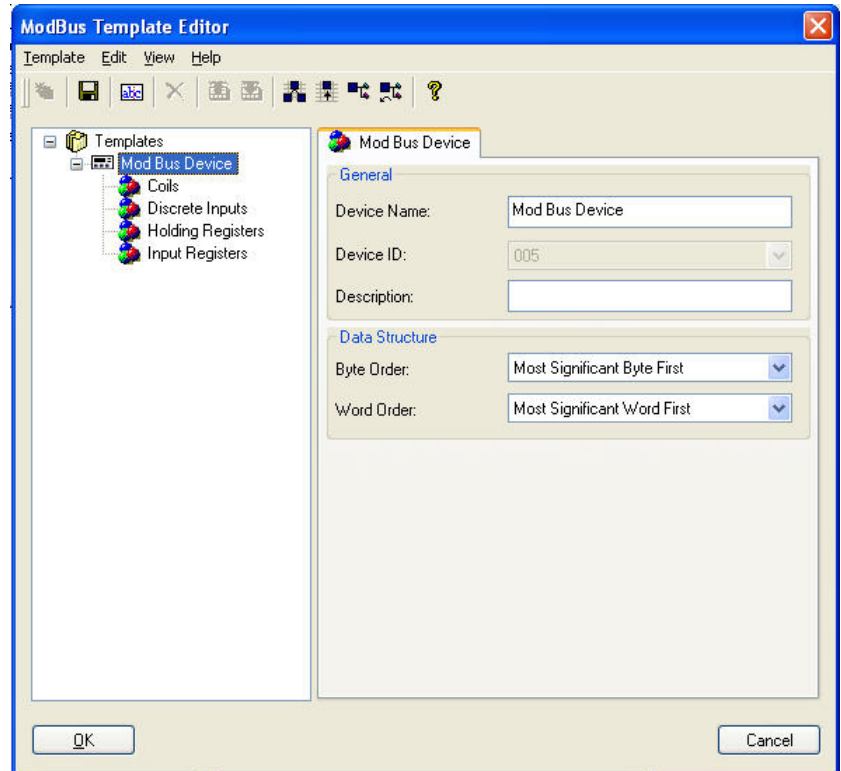 ModBus Template Editor
Template Edit View Help
abc ?
Templates
Mod Bus Device
Coils
Discrete Inputs
Holding Registers
Input Registers
Mod Bus Device
General
Device Name: Mod Bus Device
Device ID: 005
Description:
Data Structure
Byte Order: Most Significant Byte First
Word Order: Most Significant Word First
OK Cancel